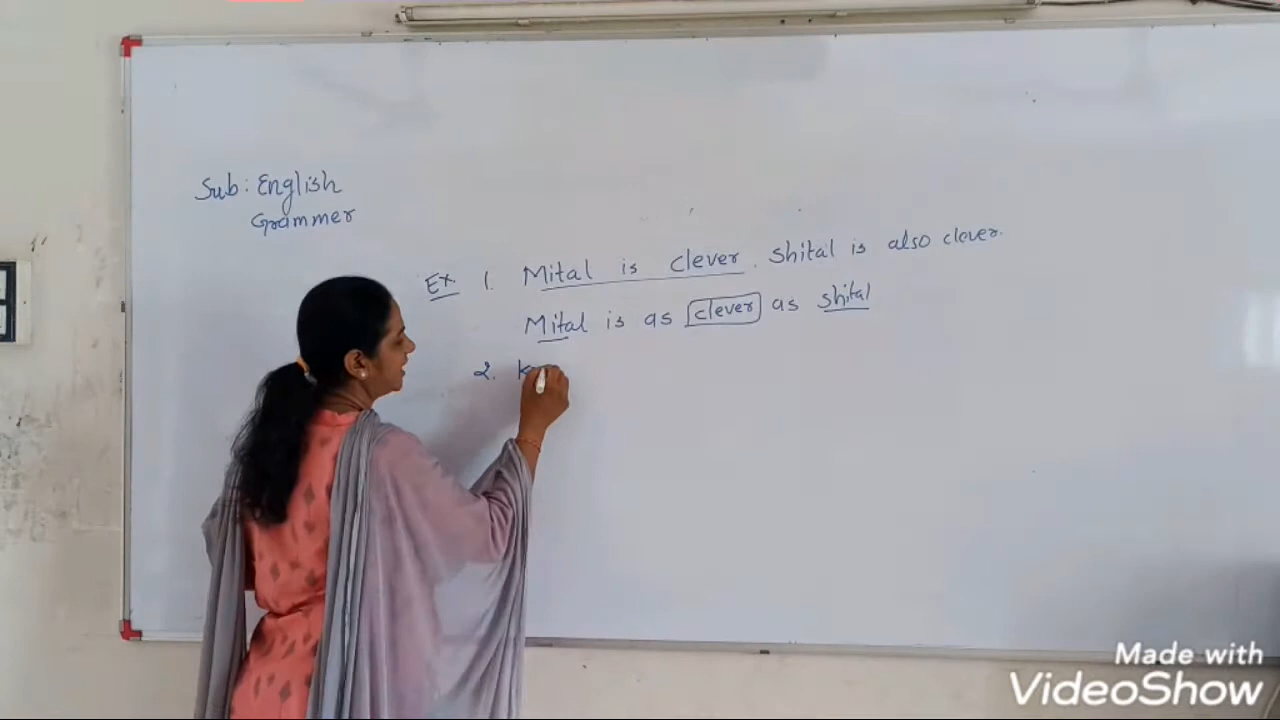 Sub: English
Grammer
Ex. 1. Mital is clever. Shital is also clever.
Mital is as clever as shital
2. K
Made with
VideoShow